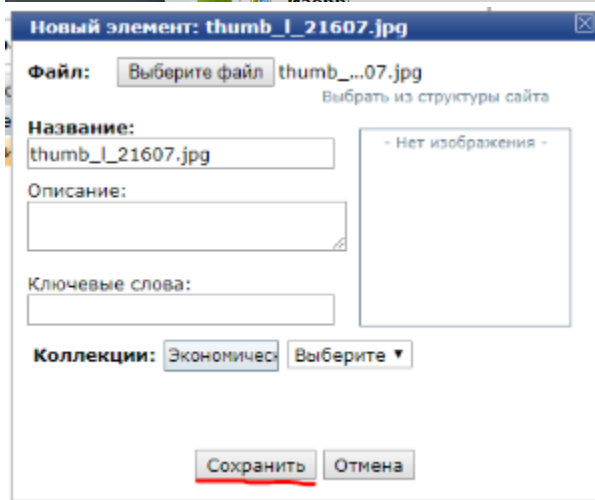 Новый элемент: thumb_l_21607.jpg
Файл: Выберите файл thumb_...07.jpg
Выбрать из структуры сайта
Название:
thumb_l_21607.jpg
- Нет изображения -
Описание:
Ключевые слова:
Коллекции: Экономичес Выберите
Сохранить Отмена